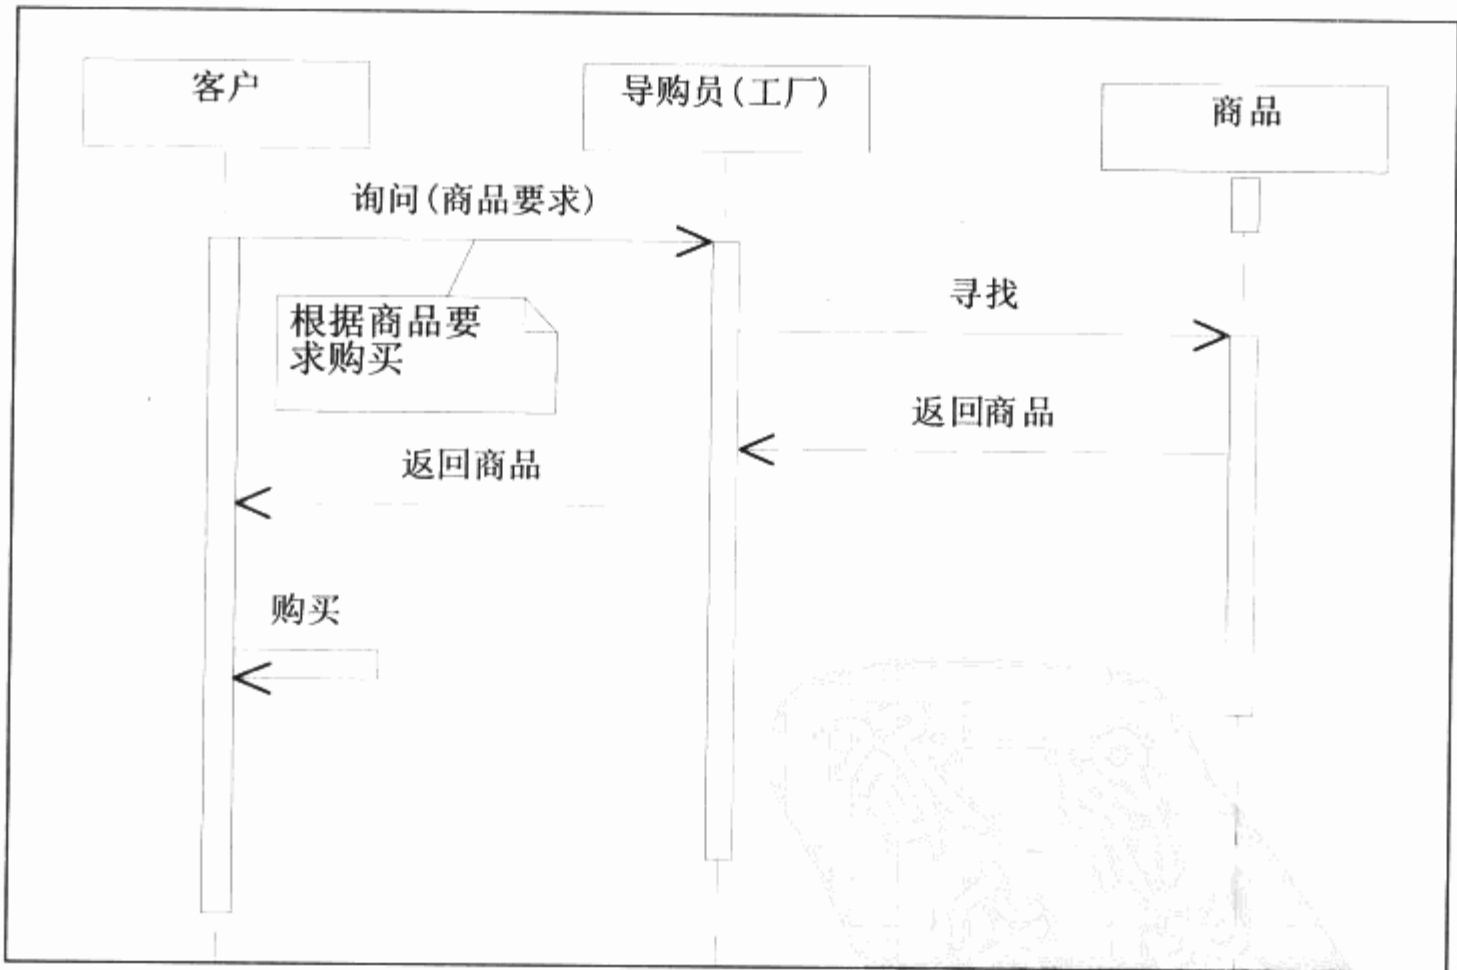 客户
导购员(工厂)
商品
询问(商品要求)
寻找
根据商品要
求购买
返回商品
返回商品
购买